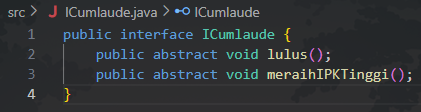 src > J ICumlaude.java > ICumlaude
1 public interface ICumlaude {
2     public abstract void lulus();
3     public abstract void meraihIPKTinggi();
4 }